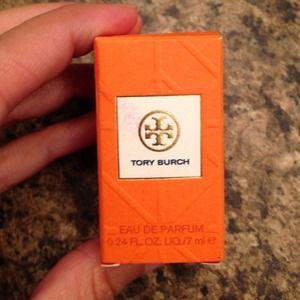 TORY BURCH
EAU DE PARFUM
0.24 FL.OZ. LIQ./7 ml e